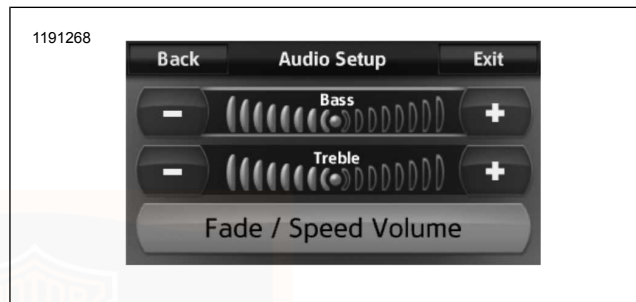 1191268
Back Audio Setup Exit
- Bass +
- Treble +
Fade / Speed Volume